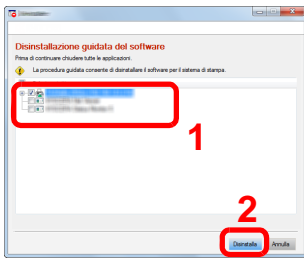 Disinstallazione guidata del software
Prima di continuare chiudere tutte le applicazioni.
La procedura guidata consente di disinstallare il software per il sistema di stampa.
1
2
Disinstalla
Annulla